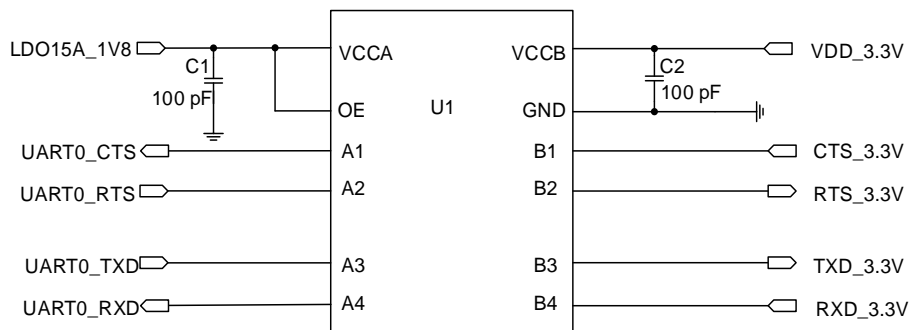 LDO15A_1V8
VCCA
VCCB
VDD_3.3V
C1
100 pF
C2
100 pF
OE
U1
GND
UART0_CTS
A1
B1
CTS_3.3V
UART0_RTS
A2
B2
RTS_3.3V
UART0_TXD
A3
B3
TXD_3.3V
UART0_RXD
A4
B4
RXD_3.3V